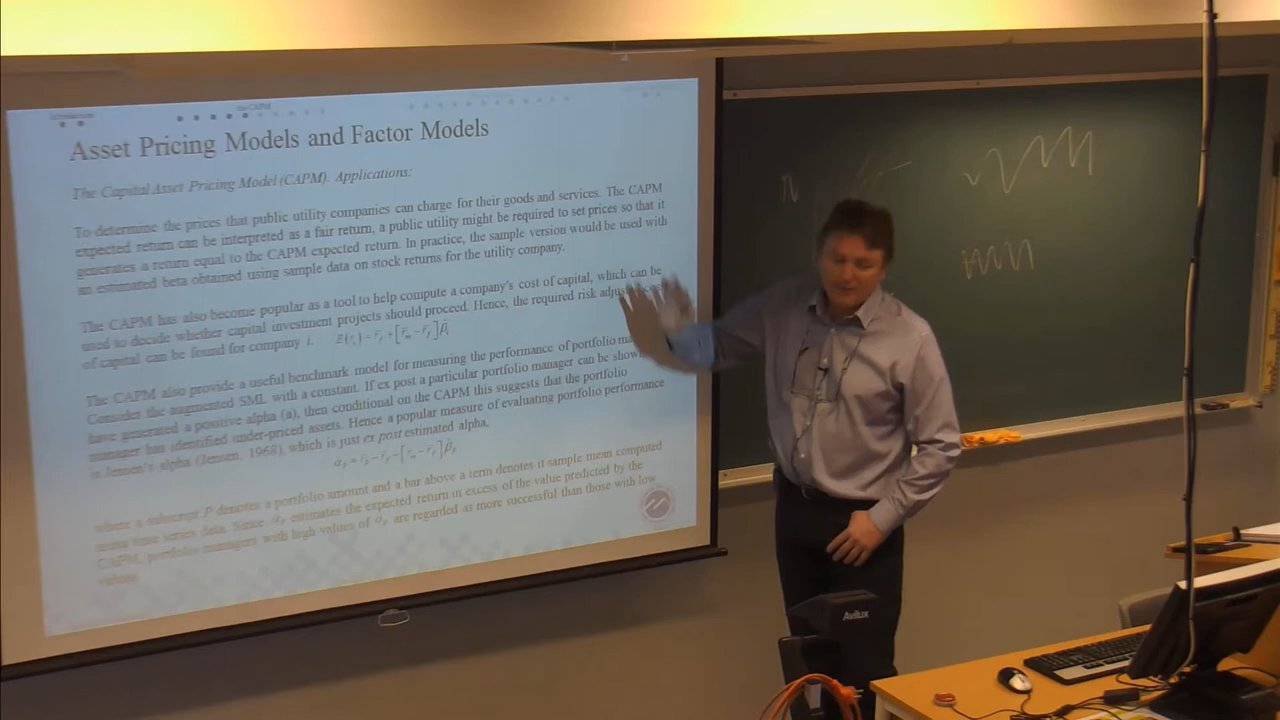 the CAPM
Asset Pricing Models and Factor Models
The Capital Asset Pricing Model (CAPM). Applications:
To determine the prices that public utility companies can charge for their goods and services. The CAPM
expected return can be interpreted as a fair return, a public utility might be required to set prices so that it
generates a return equal to the CAPM expected return. In practice, the sample version would be used with
an estimated beta obtained using sample data on stock returns for the utility company.
The CAPM has also become popular as a tool to help compute a company's cost of capital, which can be
used to decide whether capital investment projects should proceed. Hence, the required risk
of capital can be found for company i.
The CAPM also provide a useful benchmark model for measuring the performance of portfolio
Consider the augmented SML with a constant. If ex post a particular portfolio manager can be
have generated a positive alpha (a), then conditional on the CAPM this suggests that the portfolio
manager has identified under-priced assets. Hence a popular measure of evaluating portfolio performance
is Jensen's alpha (Jensen, 1968), which is just ex post estimated alpha,
where a subscript P denotes a portfolio amount and a bar above a term denotes it sample mean computed
using time series data. Since αp estimates the expected return in excess of the value predicted by the
CAPM, portfolio managers with high values of αp are regarded as more successful than those with low
values.
Avilux